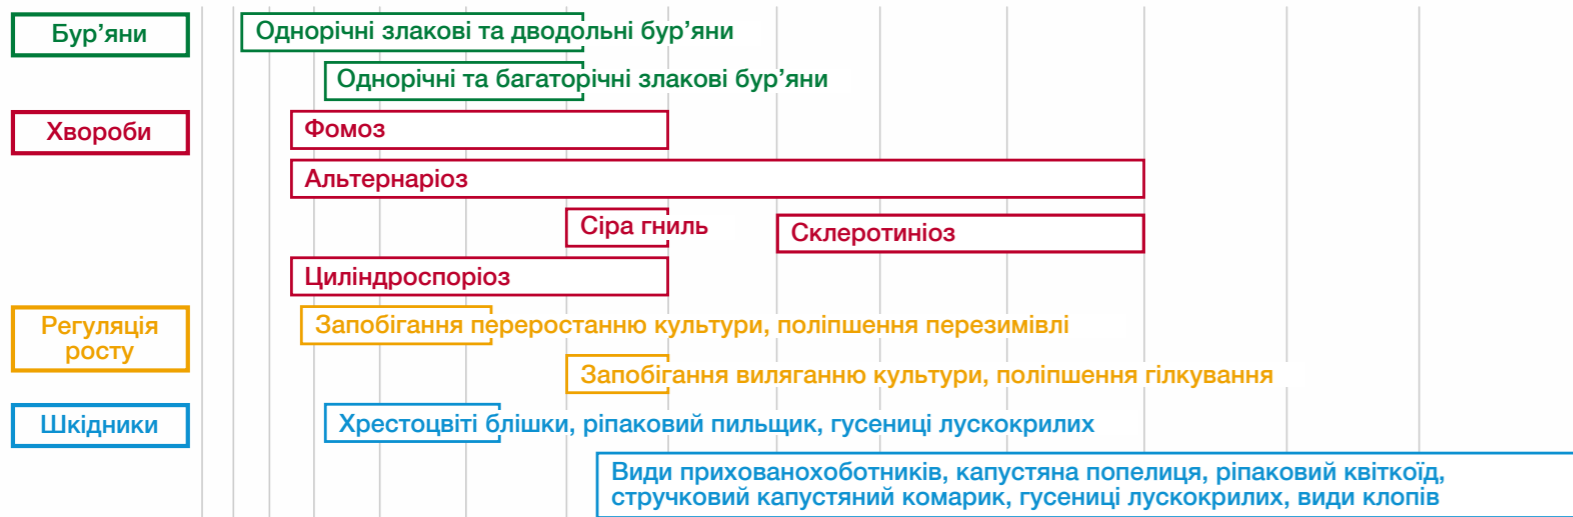 Бур’яни
Однорічні злакові та дводольні бур’яни
Однорічні та багаторічні злакові бур’яни
Хвороби
Фомоз
Альтернаріоз
Сіра гниль
Склеротиніоз
Циліндроспоріоз
Регуляція
росту
Запобігання переростанню культури, поліпшення перезимівлі
Запобігання виляганню культури, поліпшення гілкування
Шкідники
Хрестоцвіті блішки, ріпаковий пильщик, гусениці лускокрилих
Види прихованохоботників, капустяна попелиця, ріпаковий квіткоїд,
стручковий капустяний комарик, гусениці лускокрилих, види клопів